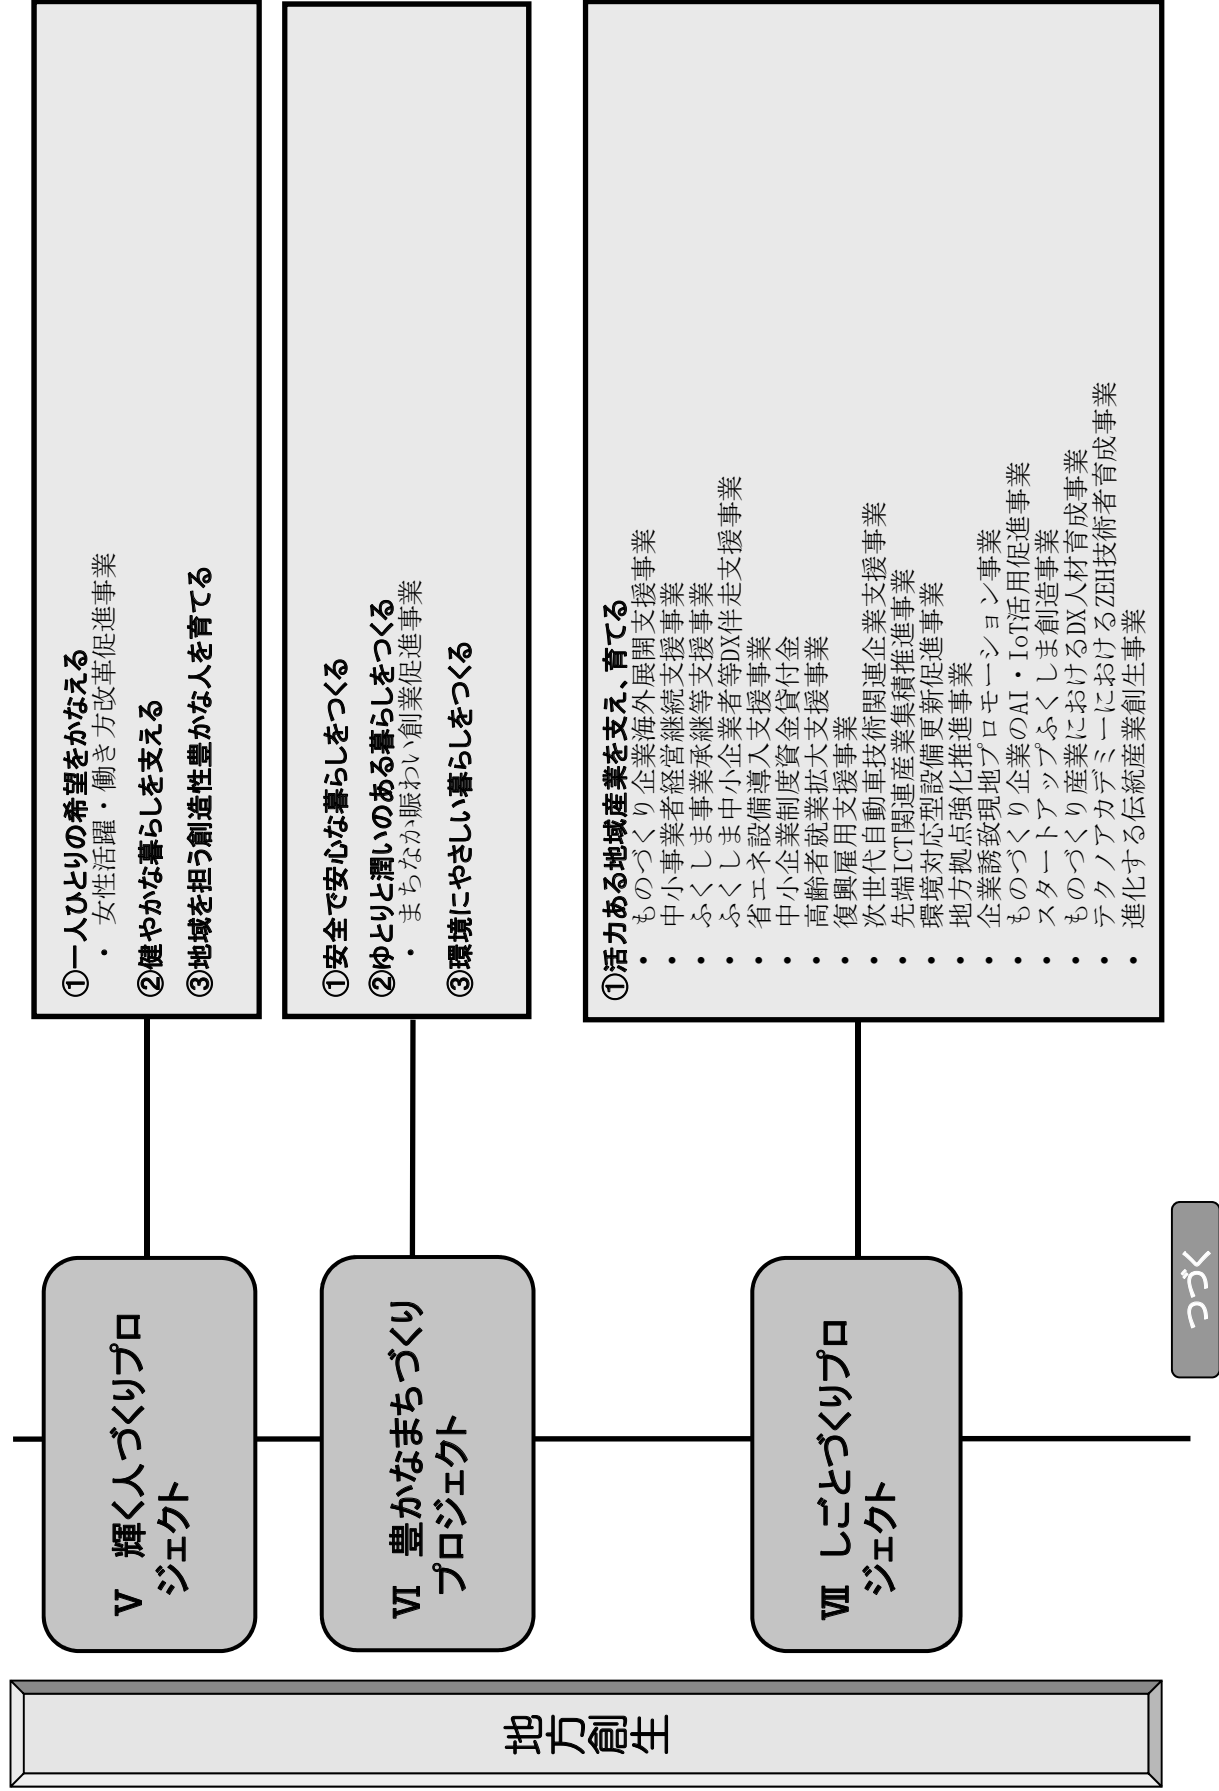 地方創生
Ⅴ　輝く人づくりプロ
ジェクト
①一人ひとりの希望をかなえる
・ 女性活躍・働き方改革促進事業
②健やかな暮らしを支える
③地域を担う創造性豊かな人を育てる
Ⅵ　豊かなまちづくり
プロジェクト
①安全で安心な暮らしをつくる
②ゆとりと潤いのある暮らしをつくる
・ まちなか賑わい創業促進事業
③環境にやさしい暮らしをつくる
Ⅶ　しごとづくりプロ
ジェクト
①活力ある地域産業を支え、育てる
・ ものづくり企業海外展開支援事業
・ 中小事業者経営継続支援事業
・ ふくしま事業承継等支援事業
・ ふくしま中小企業者等DX伴走支援事業
・ 省エネ設備導入支援事業
・ 中小企業制度資金貸付金
・ 高齢者就業拡大支援事業
・ 復興雇用支援事業
・ 次世代自動車技術関連企業支援事業
・ 先端ICT関連産業集積推進事業
・ 環境対応型設備更新促進事業
・ 地方拠点強化推進事業
・ 企業誘致現地プロモーション事業
・ ものづくり企業のAI・IoT活用促進事業
・ スタートアップふくしま創造事業
・ ものづくり産業におけるDX人材育成事業
・ テクノアカデミーにおけるZEH技術者育成事業
・ 進化する伝統産業創生事業
つづく